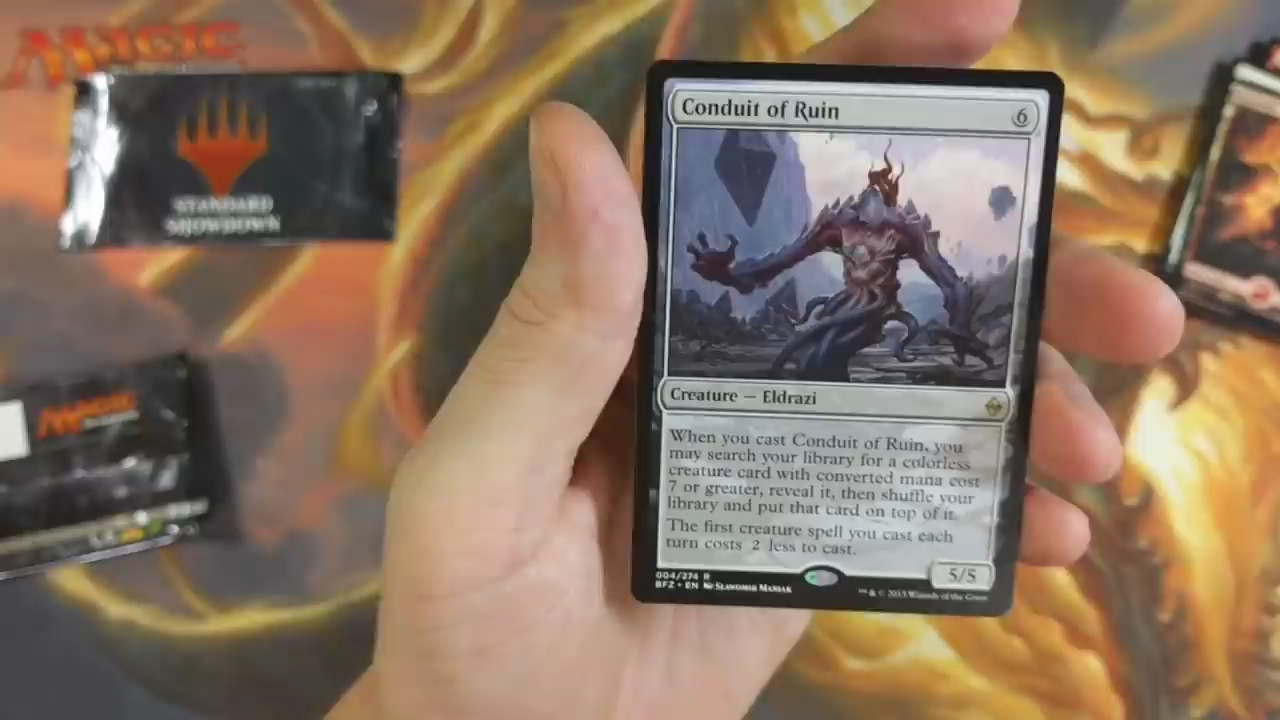 MAGIC
STANDARD
SHOWDOWN
MAGIC
Conduit of Ruin
6
Creature — Eldrazi
When you cast Conduit of Ruin, you
may search your library for a colorless
creature card with converted mana cost
7 or greater, reveal it, then shuffle your
library and put that card on top of it.
The first creature spell you cast each
turn costs 2 less to cast.
5/5
004/274 R
BFZ • EN Slawomir Maniak
™ & © 2015 Wizards of the Coast